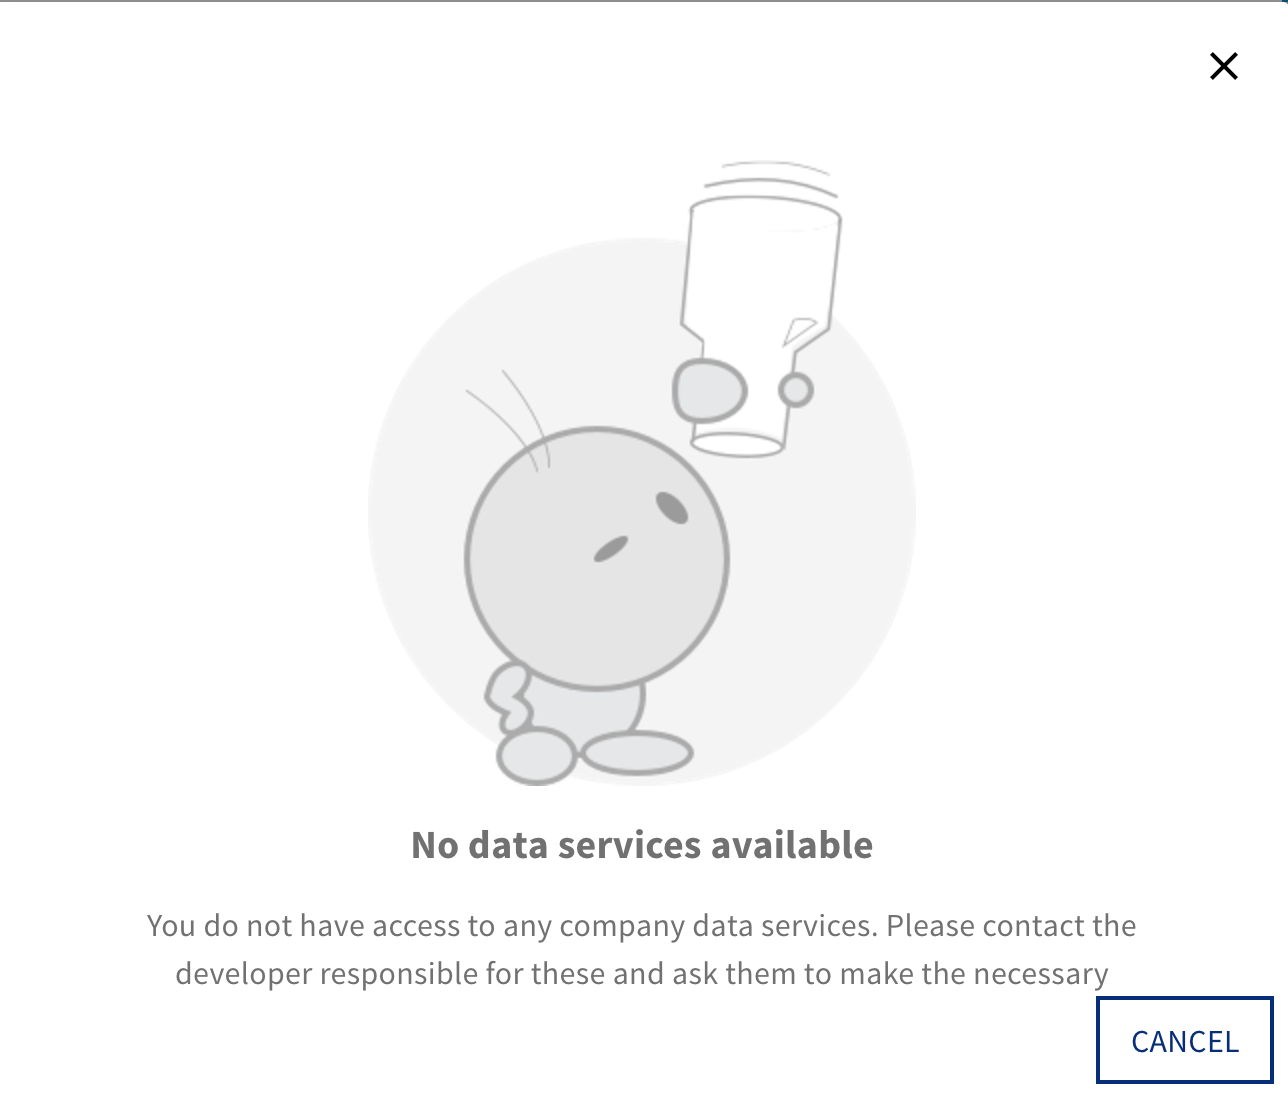 No data services available
You do not have access to any company data services. Please contact the
developer responsible for these and ask them to make the necessary
CANCEL